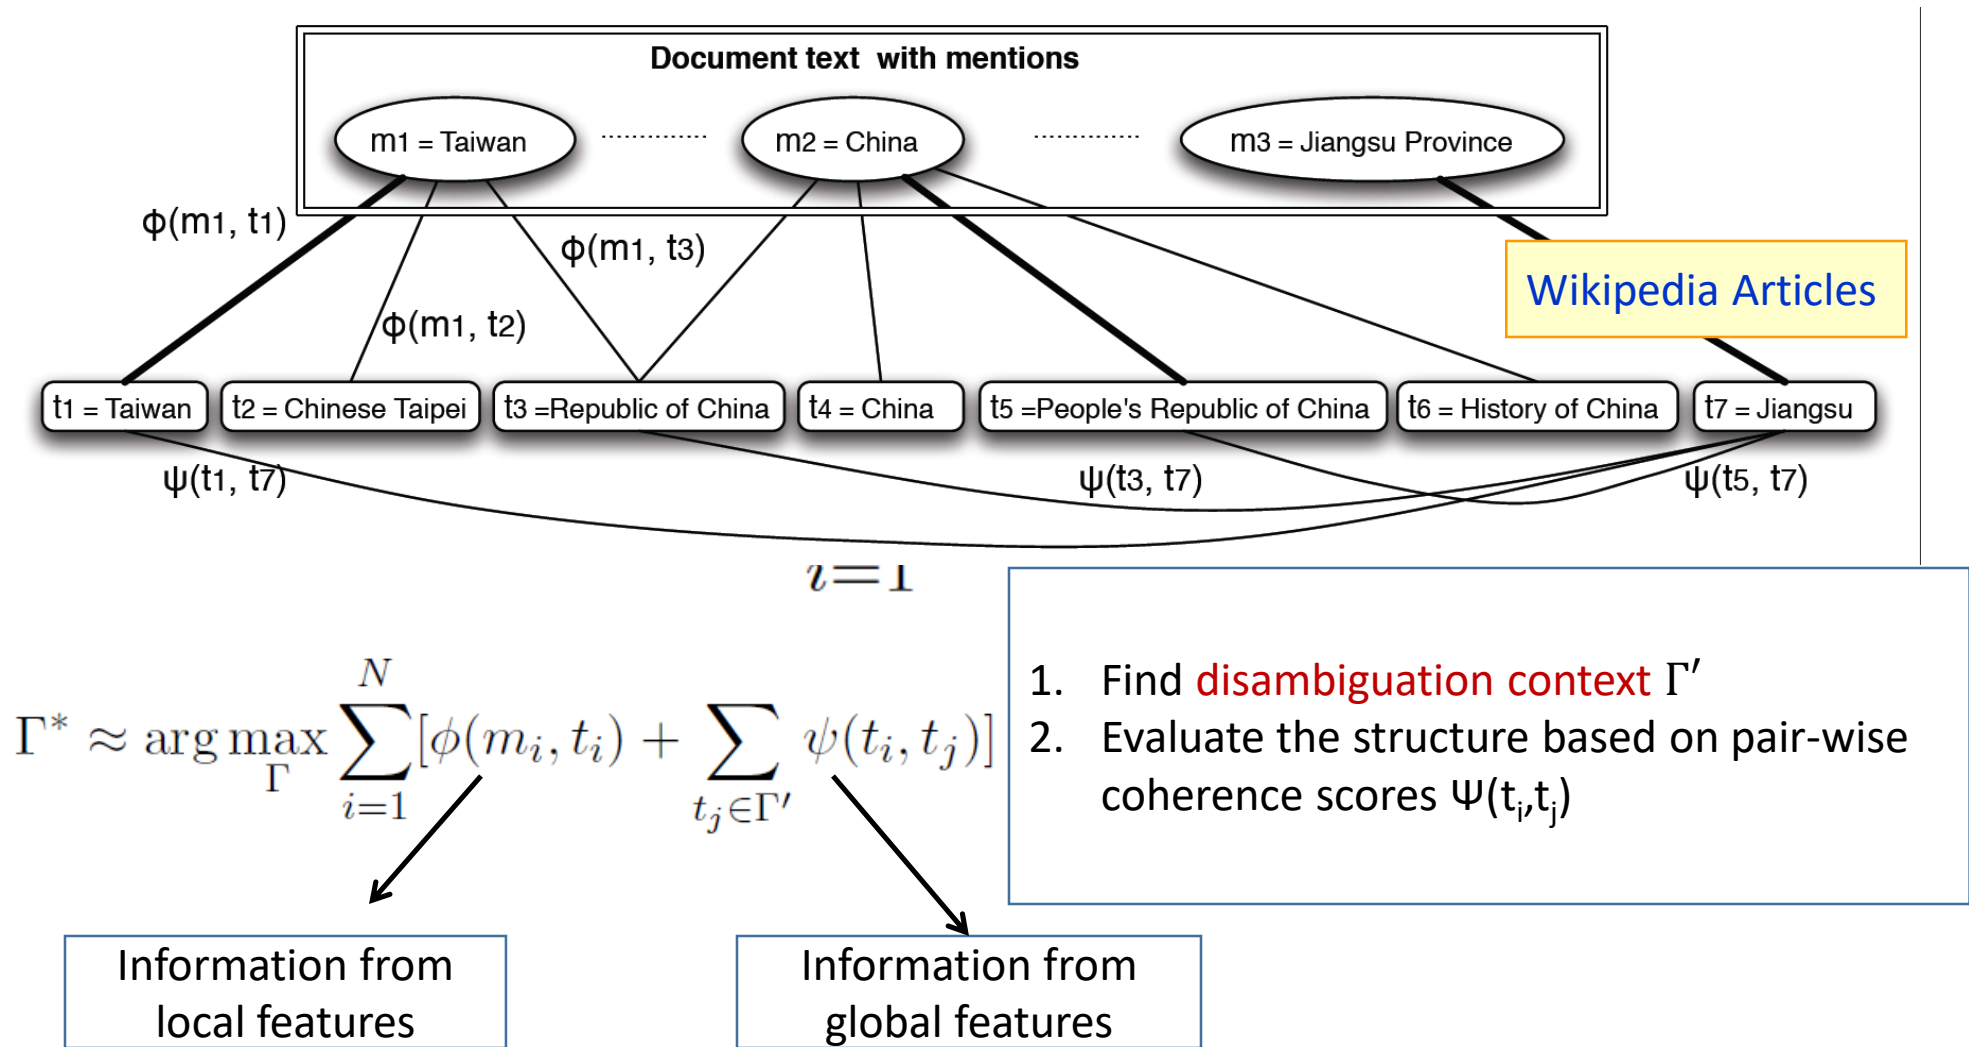 Document text with mentions
m1 = Taiwan
m2 = China
m3 = Jiangsu Province
ϕ(m1, t1)
ϕ(m1, t3)
ϕ(m1, t2)
Wikipedia Articles
t1 = Taiwan
t2 = Chinese Taipei
t3 =Republic of China
t4 = China
t5 =People's Republic of China
t6 = History of China
t7 = Jiangsu
ψ(t1, t7)
ψ(t3, t7)
ψ(t5, t7)
i=1
Γ* ≈ arg max_Γ ∑_{i=1}^{N} [ϕ(m_i, t_i) + ∑_{t_j∈Γ′} ψ(t_i, t_j)]
1. Find disambiguation context Γ′
2. Evaluate the structure based on pair-wise
coherence scores Ψ(t_i,t_j)
Information from
local features
Information from
global features